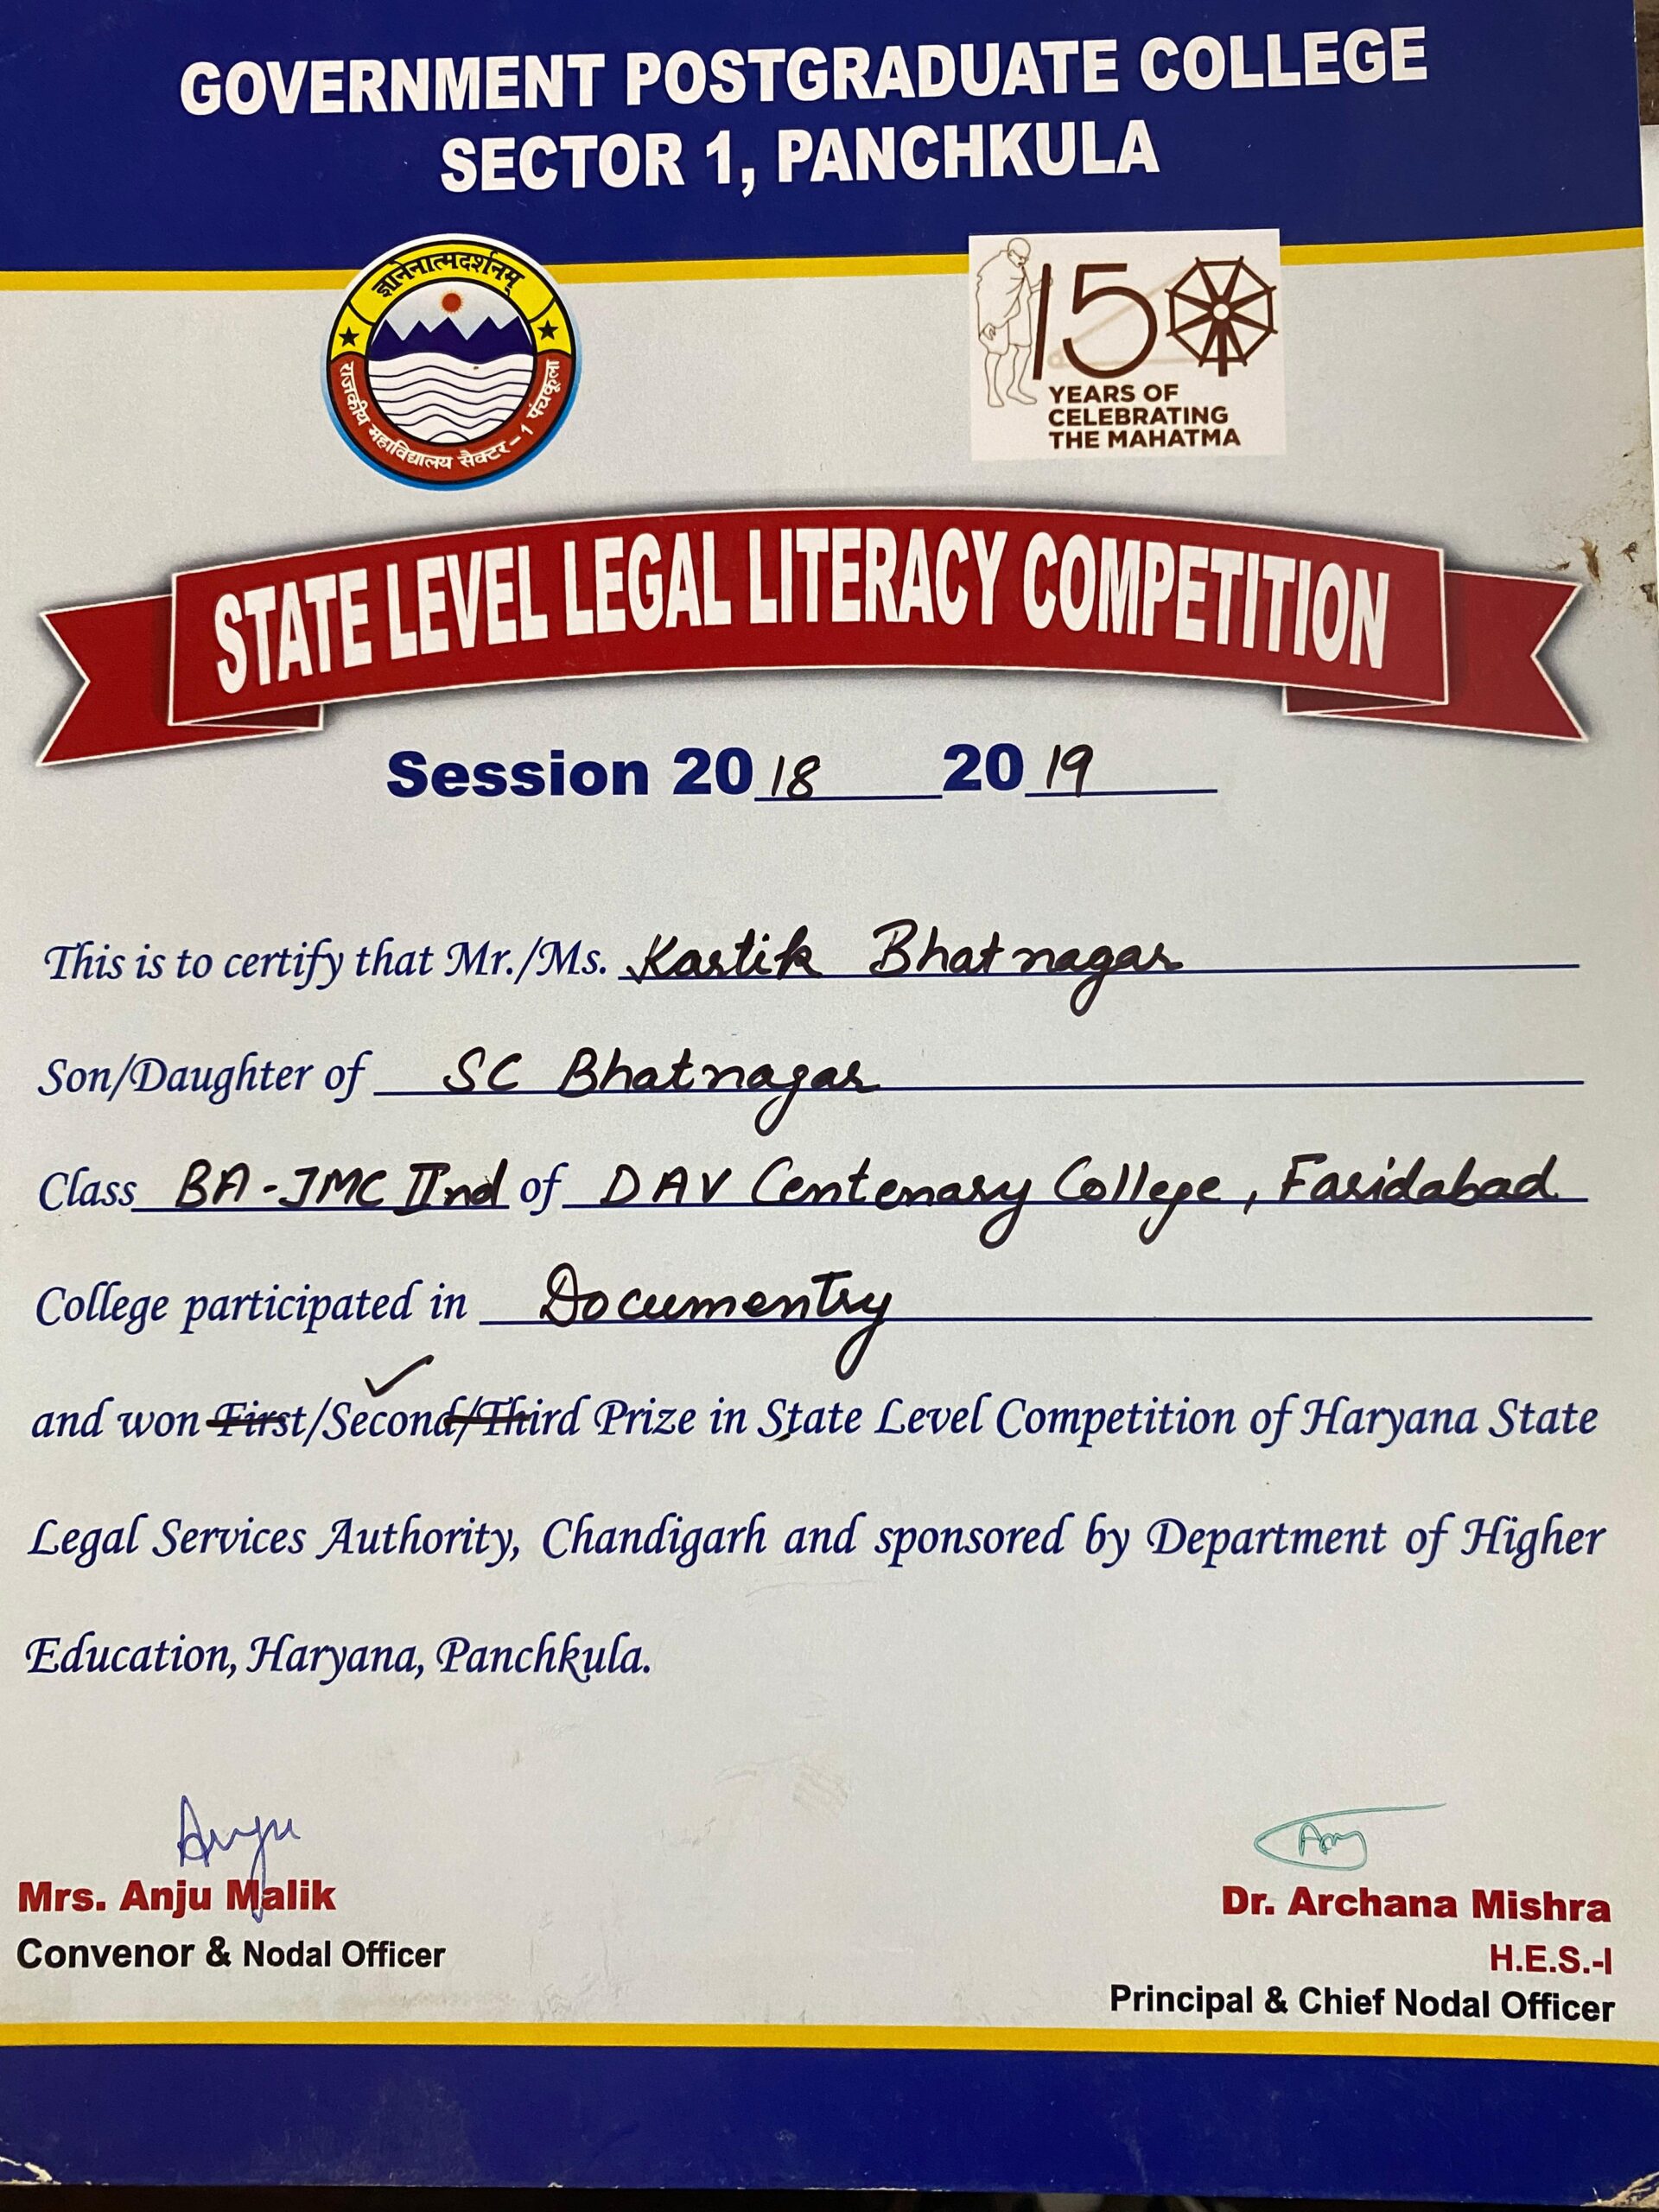 GOVERNMENT POSTGRADUATE COLLEGE
SECTOR 1, PANCHKULA
ज्ञानेनात्मदर्शनम्
राजकीय महाविद्यालय सैक्टर-1 पंचकूला
150
YEARS OF
CELEBRATING
THE MAHATMA
STATE LEVEL LEGAL LITERACY COMPETITION
Session 2018 2019
This is to certify that Mr./Ms. Kartik Bhatnagar
Son/Daughter of SC Bhatnagar
Class BA-JMC IInd of DAV Centenary College, Faridabad
College participated in Documentry
and won First/Second/Third Prize in State Level Competition of Haryana State
Legal Services Authority, Chandigarh and sponsored by Department of Higher
Education, Haryana, Panchkula.
Anju
Mrs. Anju Malik
Convenor & Nodal Officer
Dr. Archana Mishra
H.E.S.-I
Principal & Chief Nodal Officer